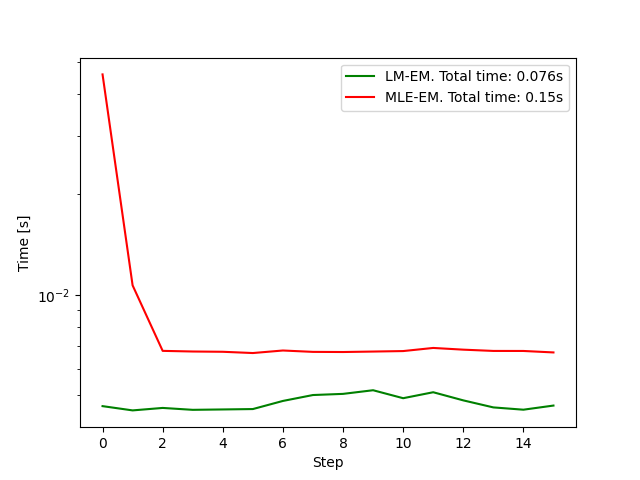 LM-EM. Total time: 0.076s
MLE-EM. Total time: 0.15s
Time [s]
10⁻²
0 2 4 6 8 10 12 14
Step